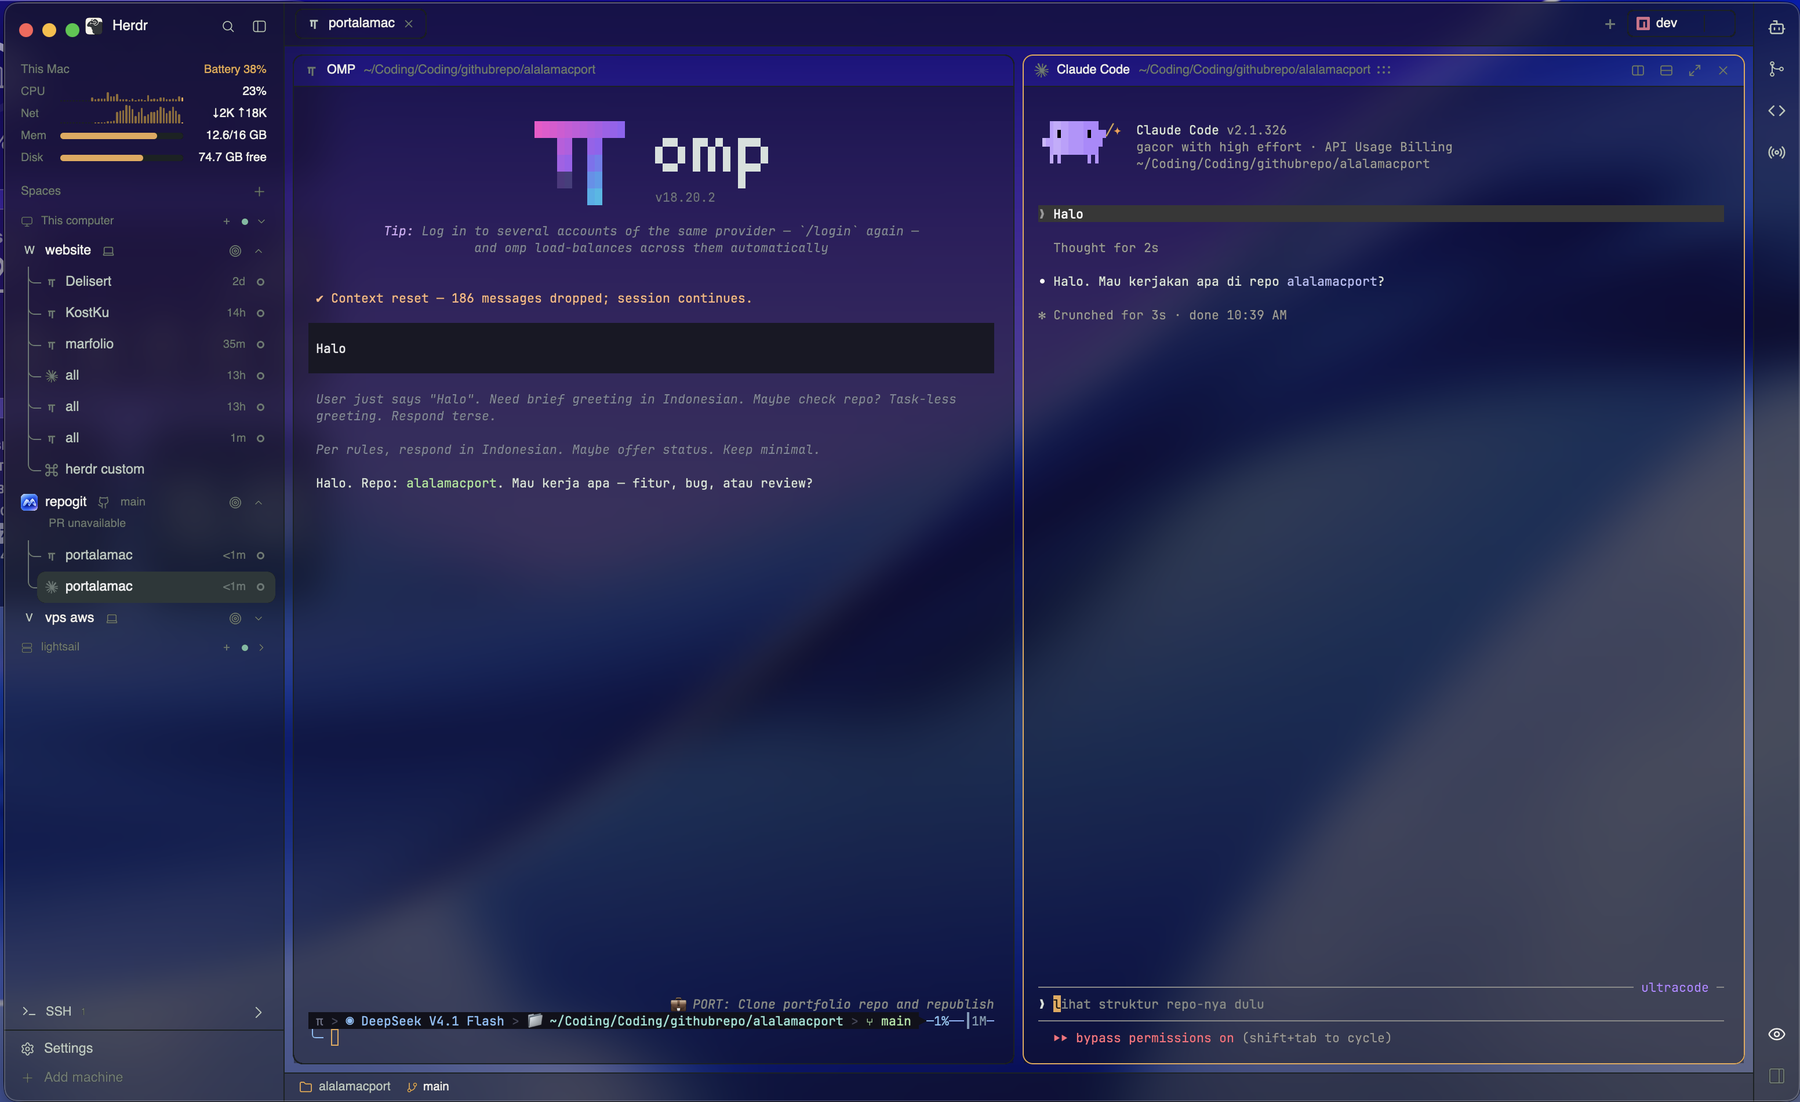 Herdr
This Mac Battery 38%
CPU 23%
Net ↓2K ↑18K
Mem 12.6/16 GB
Disk 74.7 GB free
Spaces
This computer
W website
Delisert 2d
KostKu 14h
marfolio 35m
all 13h
all 13h
all 1m
herdr custom
repogit main
PR unavailable
portalamac <1m
portalamac <1m
V vps aws
lightsail
SSH
Settings
Add machine
portalamac
dev
OMP ~/Coding/Coding/githubrepo/alalamacport
omp
v18.20.2
Tip: Log in to several accounts of the same provider — `/login` again —
and omp load-balances across them automatically
✔ Context reset — 186 messages dropped; session continues.
Halo
User just says "Halo". Need brief greeting in Indonesian. Maybe check repo? Task-less
greeting. Respond terse.
Per rules, respond in Indonesian. Maybe offer status. Keep minimal.
Halo. Repo: alalamacport. Mau kerja apa — fitur, bug, atau review?
PORT: Clone portfolio repo and republish
π > DeepSeek V4.1 Flash > ~/Coding/Coding/githubrepo/alalamacport > main 1% 1M
Claude Code ~/Coding/Coding/githubrepo/alalamacport
Claude Code v2.1.326
gacor with high effort · API Usage Billing
~/Coding/Coding/githubrepo/alalamacport
❯ Halo
Thought for 2s
• Halo. Mau kerjakan apa di repo alalamacport?
✻ Crunched for 3s · done 10:39 AM
ultracode
❯ lihat struktur repo-nya dulu
bypass permissions on (shift+tab to cycle)
alalamacport main